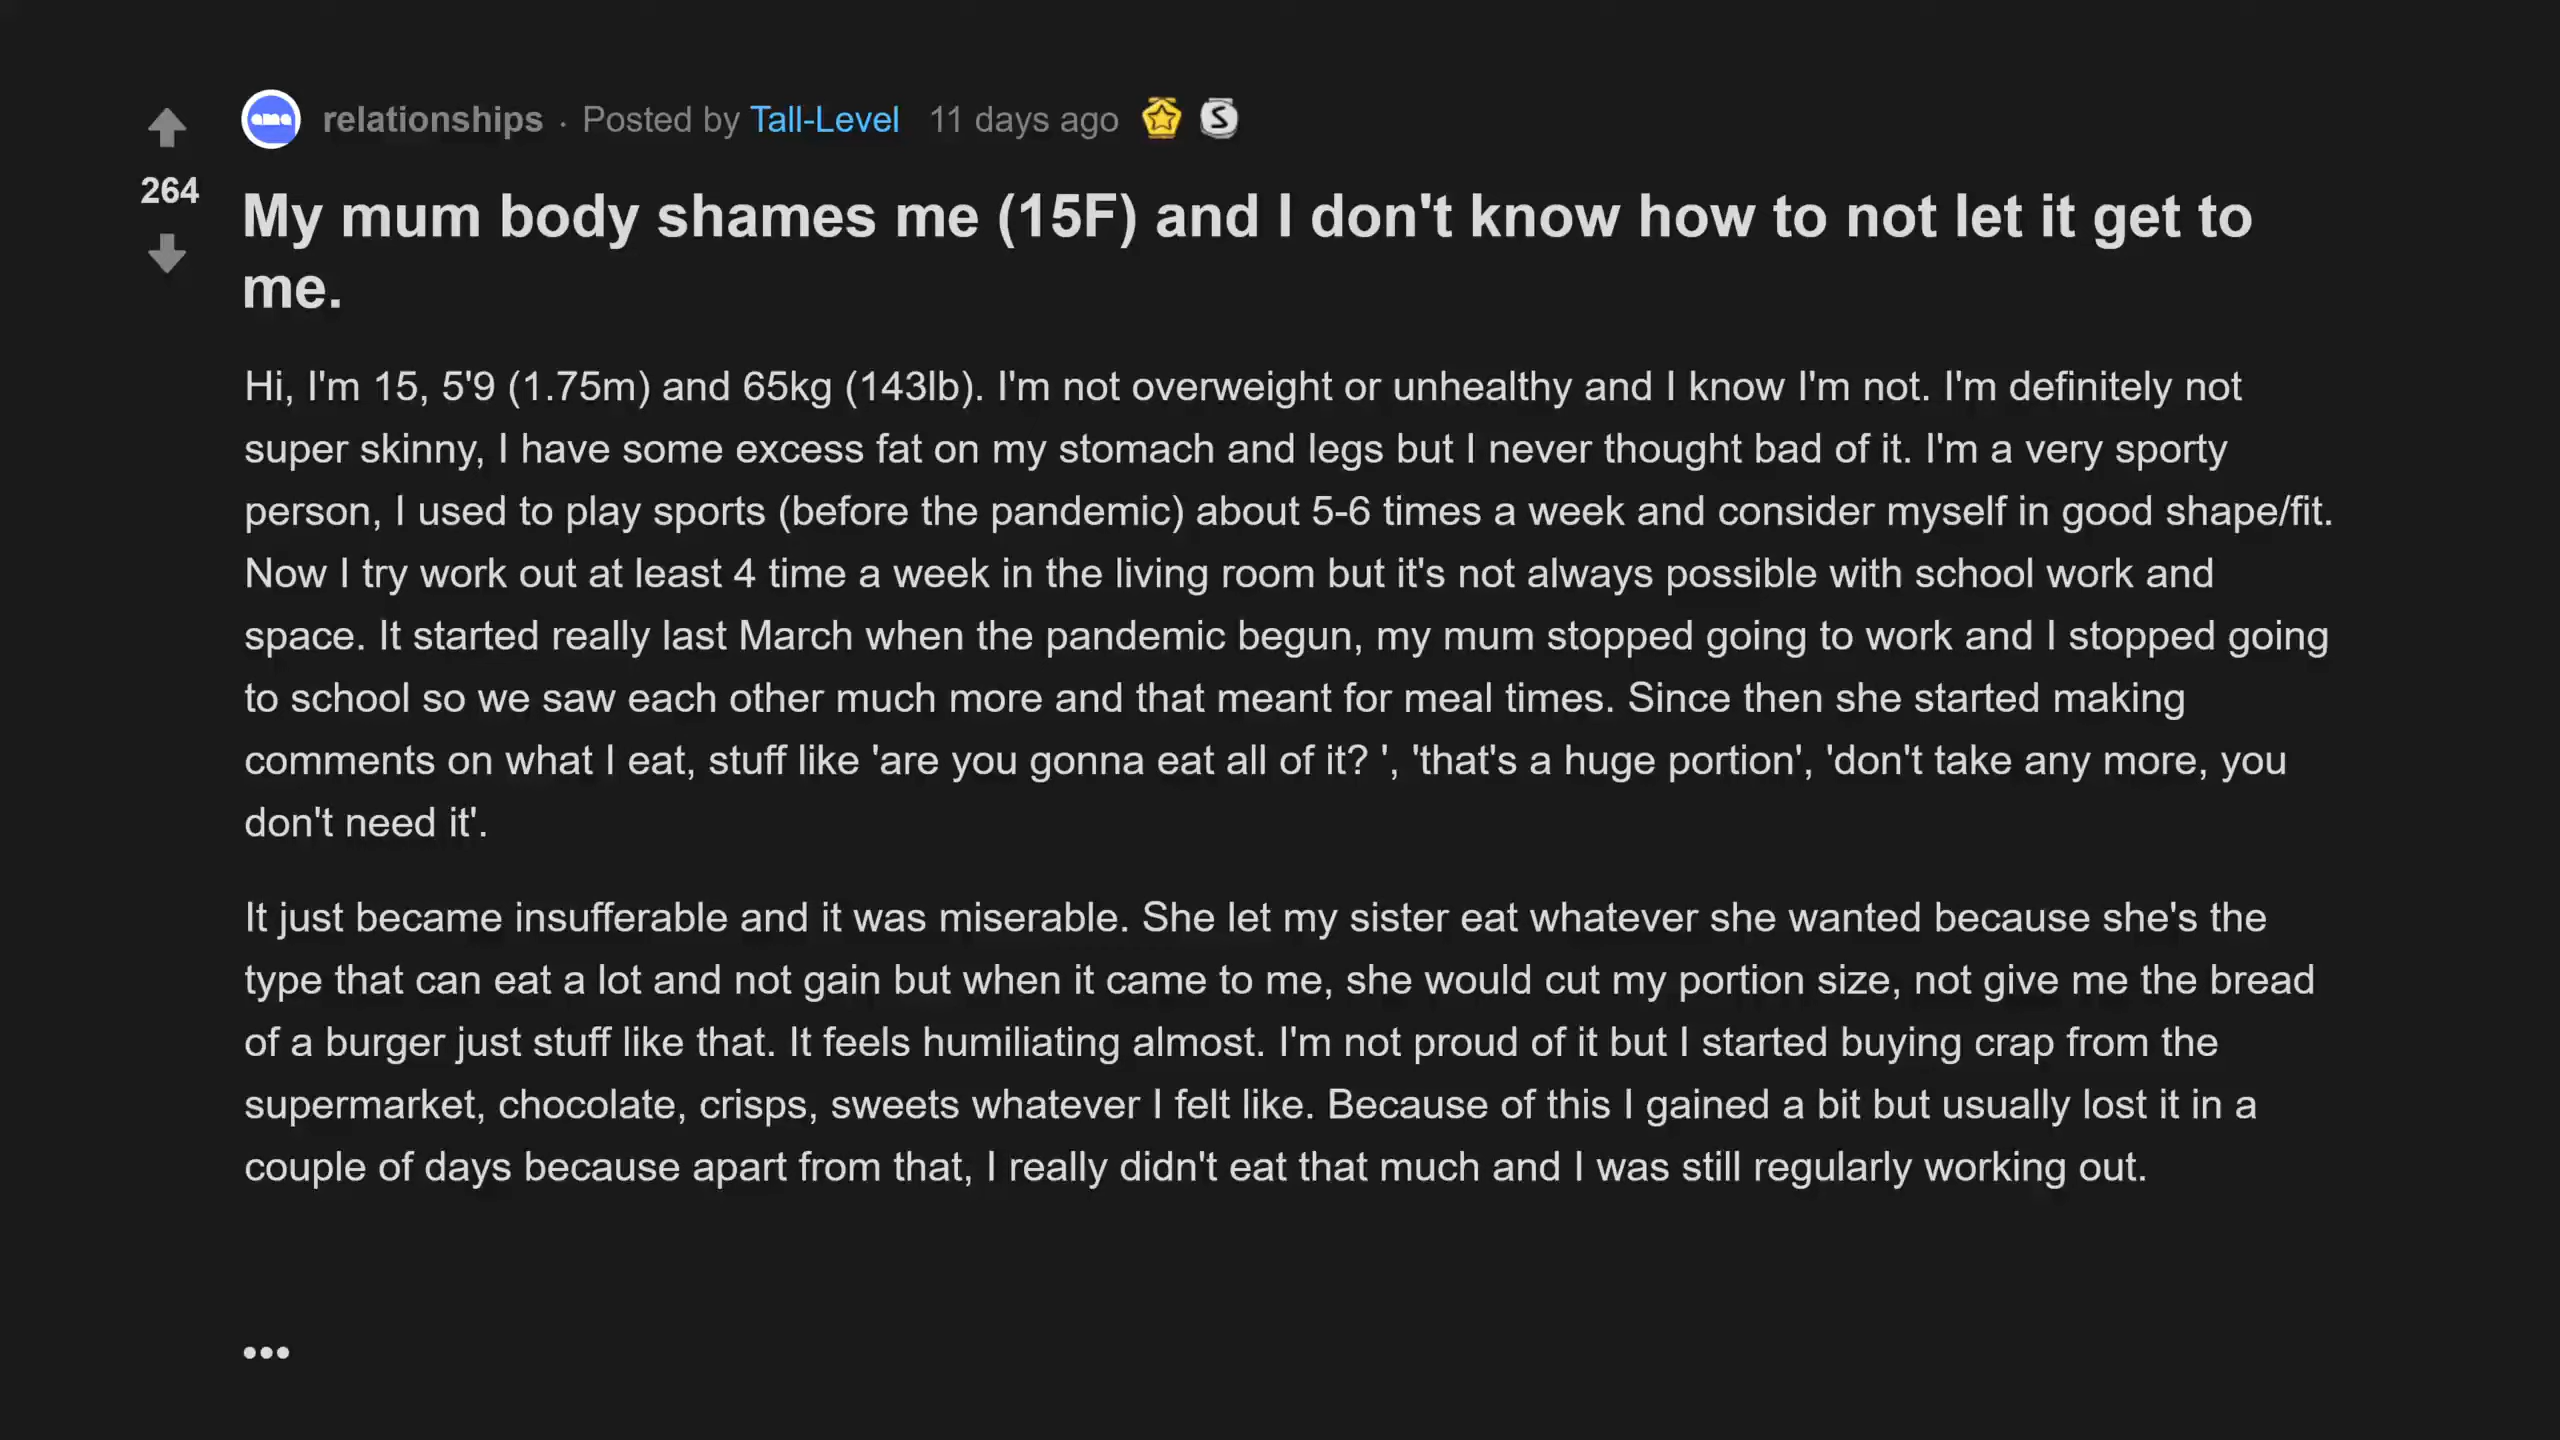 relationships · Posted by Tall-Level 11 days ago
264
My mum body shames me (15F) and I don't know how to not let it get to
me.
Hi, I'm 15, 5'9 (1.75m) and 65kg (143lb). I'm not overweight or unhealthy and I know I'm not. I'm definitely not
super skinny, I have some excess fat on my stomach and legs but I never thought bad of it. I'm a very sporty
person, I used to play sports (before the pandemic) about 5-6 times a week and consider myself in good shape/fit.
Now I try work out at least 4 time a week in the living room but it's not always possible with school work and
space. It started really last March when the pandemic begun, my mum stopped going to work and I stopped going
to school so we saw each other much more and that meant for meal times. Since then she started making
comments on what I eat, stuff like 'are you gonna eat all of it? ', 'that's a huge portion', 'don't take any more, you
don't need it'.
It just became insufferable and it was miserable. She let my sister eat whatever she wanted because she's the
type that can eat a lot and not gain but when it came to me, she would cut my portion size, not give me the bread
of a burger just stuff like that. It feels humiliating almost. I'm not proud of it but I started buying crap from the
supermarket, chocolate, crisps, sweets whatever I felt like. Because of this I gained a bit but usually lost it in a
couple of days because apart from that, I really didn't eat that much and I was still regularly working out.
•••